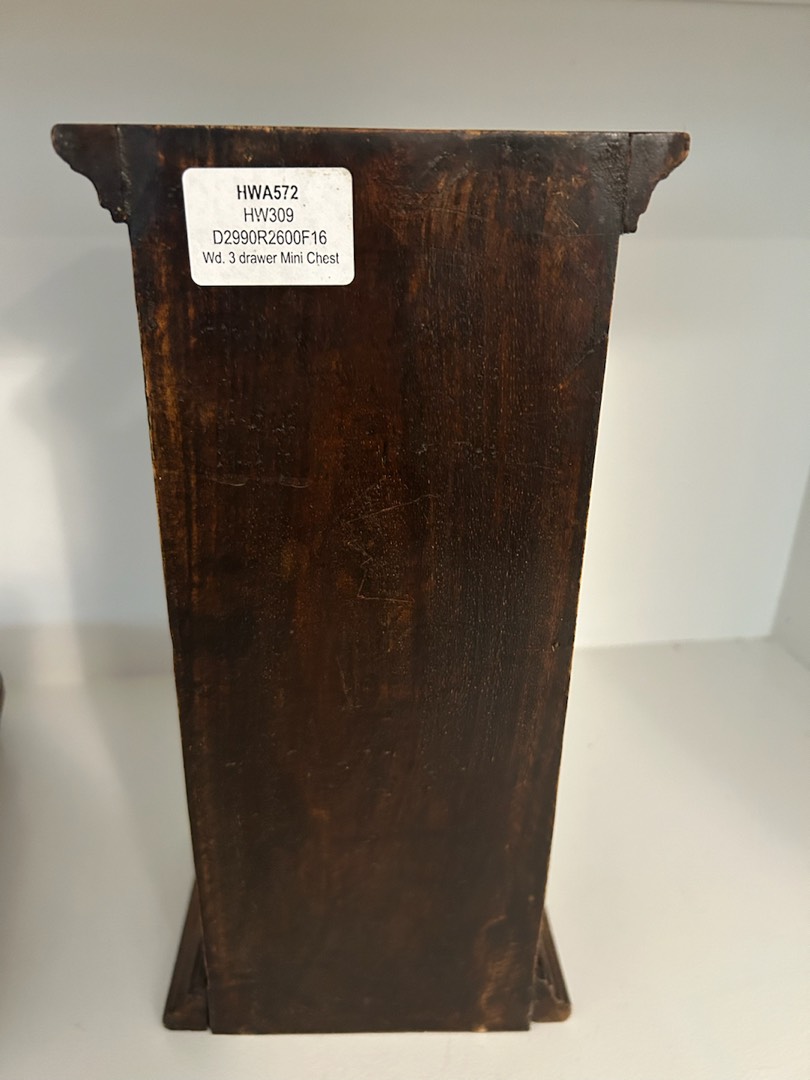 HWA572
HW309
D2990R2600F16
Wd. 3 drawer Mini Chest